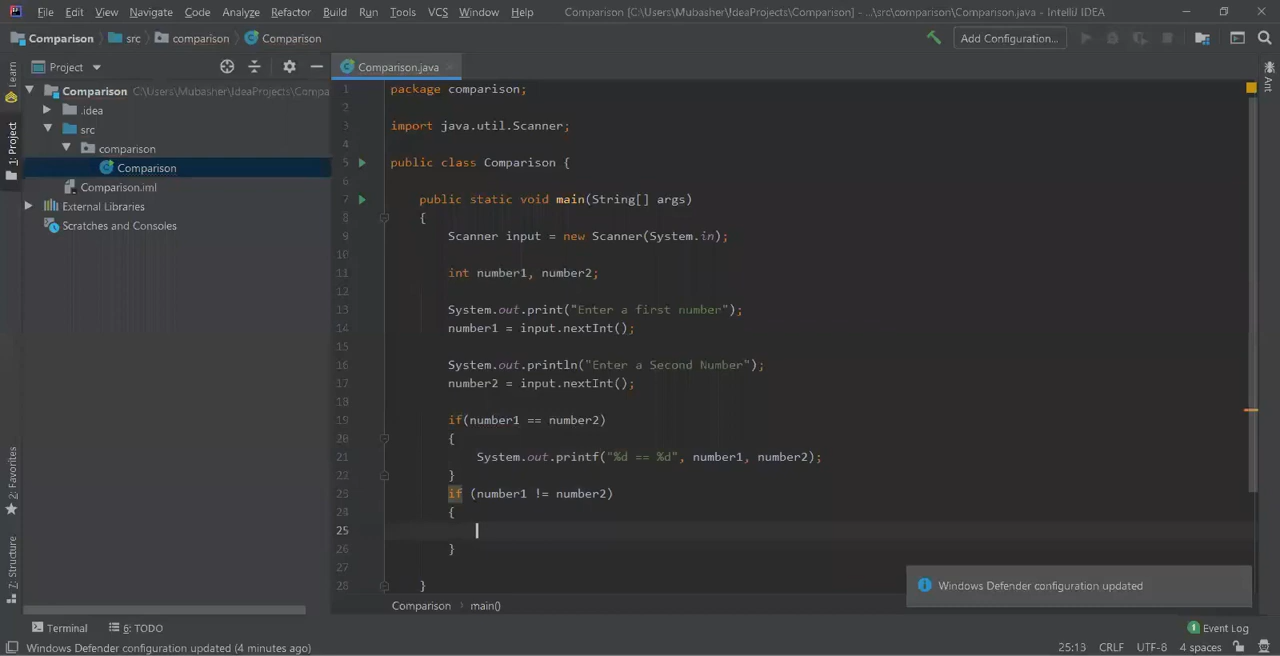 File Edit View Navigate Code Analyze Refactor Build Run Tools VCS Window Help Comparison [C:\Users\Mubasher\IdeaProjects\Comparison] - ...\src\comparison\Comparison.java - IntelliJ IDEA
Comparison src comparison Comparison Add Configuration...
Project Comparison.java
Comparison C:\Users\Mubasher\IdeaProjects\Compa
.idea
src
comparison
Comparison
Comparison.iml
External Libraries
Scratches and Consoles
Learn
1: Project
2: Favorites
Z: Structure
1 package comparison;
2
3 import java.util.Scanner;
4
5 public class Comparison {
6
7 public static void main(String[] args)
8 {
9 Scanner input = new Scanner(System.in);
10
11 int number1, number2;
12
13 System.out.print("Enter a first number");
14 number1 = input.nextInt();
15
16 System.out.println("Enter a Second Number");
17 number2 = input.nextInt();
18
19 if(number1 == number2)
20 {
21 System.out.printf("%d == %d", number1, number2);
22 }
23 if (number1 != number2)
24 {
25
26 }
27
28 }
Ant
Windows Defender configuration updated
Comparison main()
Terminal 6: TODO 1 Event Log
Windows Defender configuration updated (4 minutes ago) 25:13 CRLF UTF-8 4 spaces